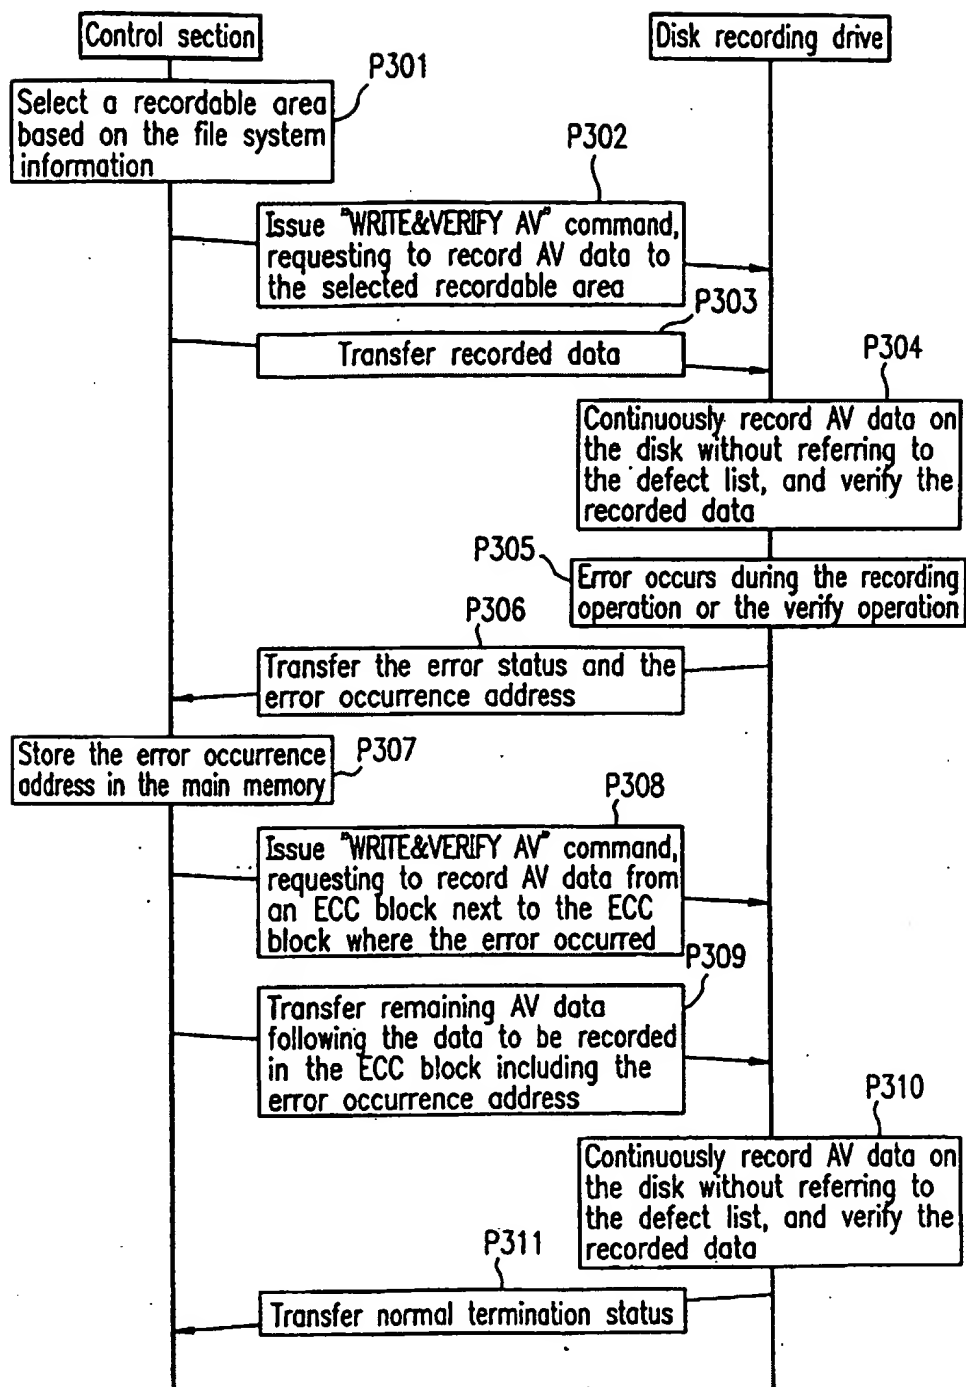 Control section
Disk recording drive
P301
Select a recordable area
based on the file system
information
P302
Issue "WRITE&VERIFY AV" command,
requesting to record AV data to
the selected recordable area
P303
Transfer recorded data
P304
Continuously record AV data on
the disk without referring to
the defect list, and verify the
recorded data
P305
Error occurs during the recording
operation or the verify operation
P306
Transfer the error status and the
error occurrence address
P307
Store the error occurrence
address in the main memory
P308
Issue "WRITE&VERIFY AV" command,
requesting to record AV data from
an ECC block next to the ECC
block where the error occurred
P309
Transfer remaining AV data
following the data to be recorded
in the ECC block including the
error occurrence address
P310
Continuously record AV data on
the disk without referring to
the defect list, and verify the
recorded data
P311
Transfer normal termination status